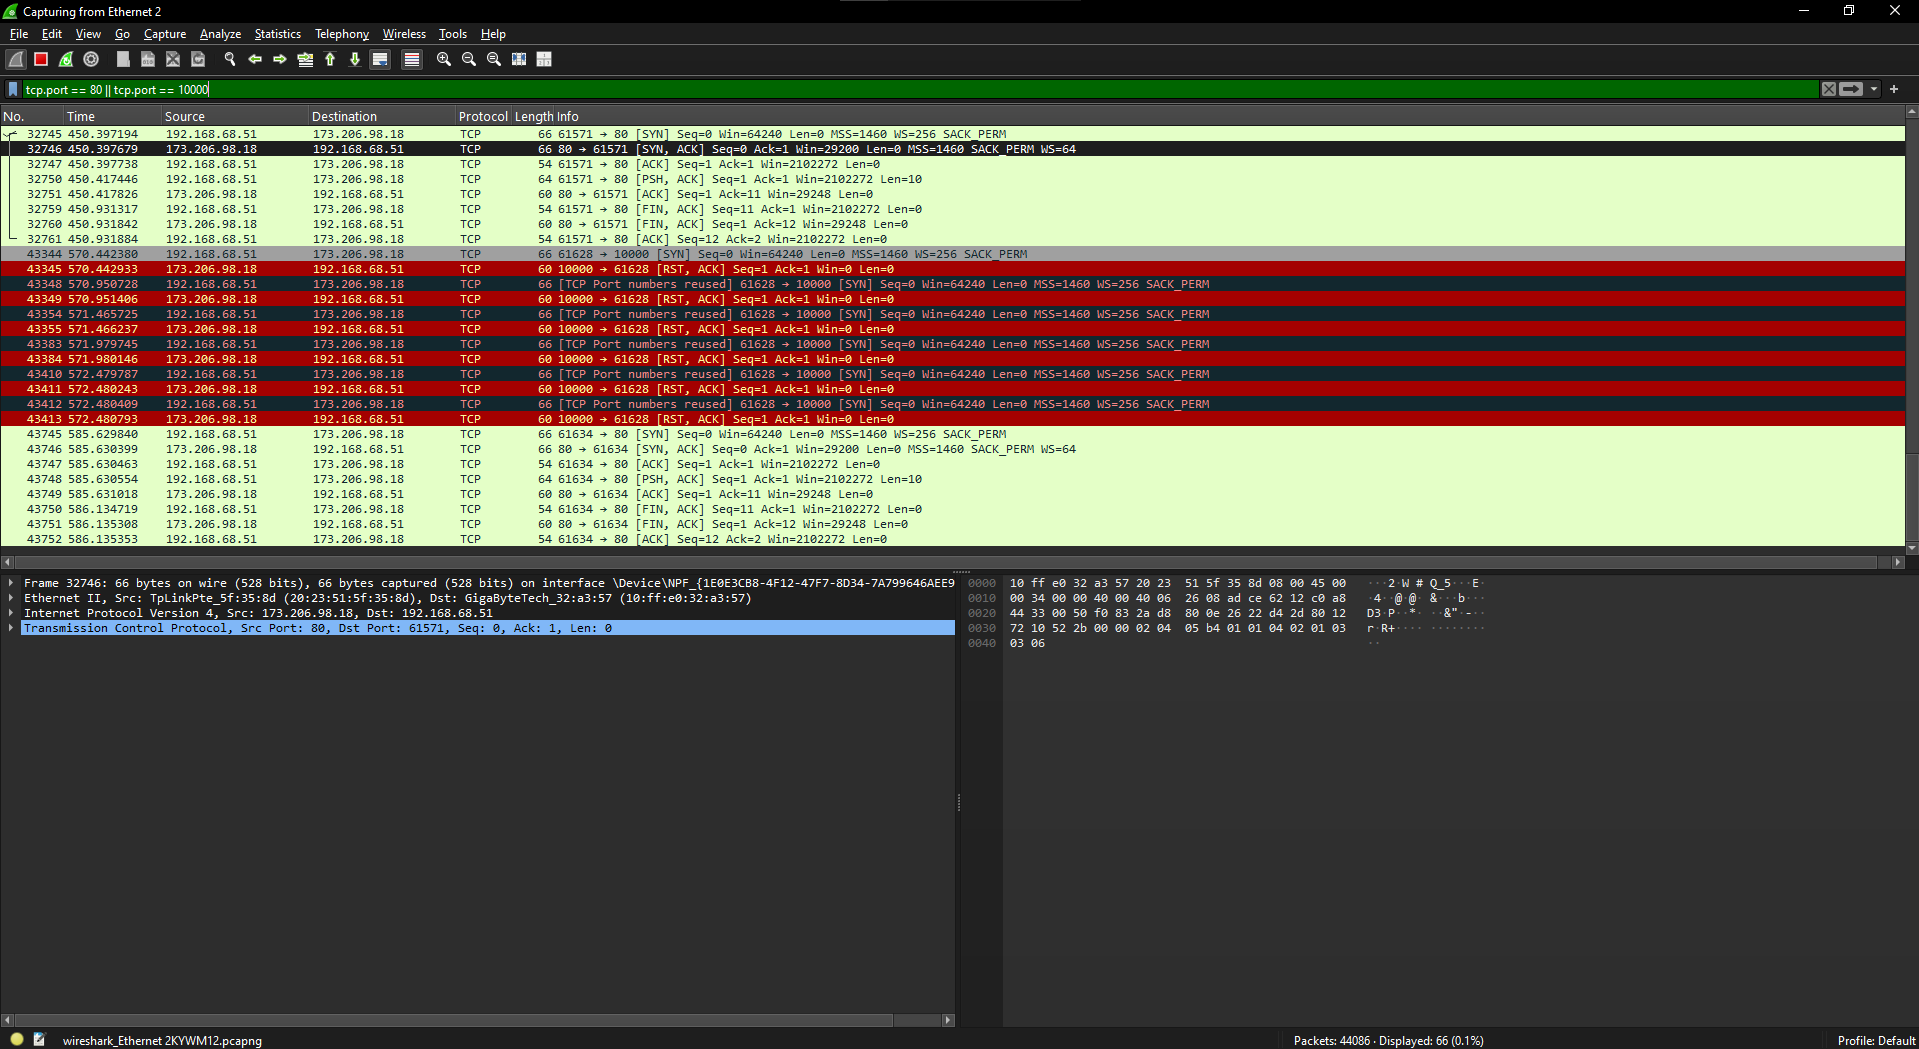 Capturing from Ethernet 2
File Edit View Go Capture Analyze Statistics Telephony Wireless Tools Help
tcp.port == 80 || tcp.port == 10000
No. Time Source Destination Protocol Length Info
32745 450.397194 192.168.68.51 173.206.98.18 TCP 66 61571 → 80 [SYN] Seq=0 Win=64240 Len=0 MSS=1460 WS=256 SACK_PERM
32746 450.397679 173.206.98.18 192.168.68.51 TCP 66 80 → 61571 [SYN, ACK] Seq=0 Ack=1 Win=29200 Len=0 MSS=1460 SACK_PERM WS=64
32747 450.397738 192.168.68.51 173.206.98.18 TCP 54 61571 → 80 [ACK] Seq=1 Ack=1 Win=2102272 Len=0
32750 450.417446 192.168.68.51 173.206.98.18 TCP 64 61571 → 80 [PSH, ACK] Seq=1 Ack=1 Win=2102272 Len=10
32751 450.417826 173.206.98.18 192.168.68.51 TCP 60 80 → 61571 [ACK] Seq=1 Ack=11 Win=29248 Len=0
32759 450.931317 192.168.68.51 173.206.98.18 TCP 54 61571 → 80 [FIN, ACK] Seq=11 Ack=1 Win=2102272 Len=0
32760 450.931842 173.206.98.18 192.168.68.51 TCP 60 80 → 61571 [FIN, ACK] Seq=1 Ack=12 Win=29248 Len=0
32761 450.931884 192.168.68.51 173.206.98.18 TCP 54 61571 → 80 [ACK] Seq=12 Ack=2 Win=2102272 Len=0
43344 570.442380 192.168.68.51 173.206.98.18 TCP 66 61628 → 10000 [SYN] Seq=0 Win=64240 Len=0 MSS=1460 WS=256 SACK_PERM
43345 570.442933 173.206.98.18 192.168.68.51 TCP 60 10000 → 61628 [RST, ACK] Seq=1 Ack=1 Win=0 Len=0
43348 570.950728 192.168.68.51 173.206.98.18 TCP 66 [TCP Port numbers reused] 61628 → 10000 [SYN] Seq=0 Win=64240 Len=0 MSS=1460 WS=256 SACK_PERM
43349 570.951406 173.206.98.18 192.168.68.51 TCP 60 10000 → 61628 [RST, ACK] Seq=1 Ack=1 Win=0 Len=0
43354 571.465725 192.168.68.51 173.206.98.18 TCP 66 [TCP Port numbers reused] 61628 → 10000 [SYN] Seq=0 Win=64240 Len=0 MSS=1460 WS=256 SACK_PERM
43355 571.466237 173.206.98.18 192.168.68.51 TCP 60 10000 → 61628 [RST, ACK] Seq=1 Ack=1 Win=0 Len=0
43383 571.979745 192.168.68.51 173.206.98.18 TCP 66 [TCP Port numbers reused] 61628 → 10000 [SYN] Seq=0 Win=64240 Len=0 MSS=1460 WS=256 SACK_PERM
43384 571.980146 173.206.98.18 192.168.68.51 TCP 60 10000 → 61628 [RST, ACK] Seq=1 Ack=1 Win=0 Len=0
43410 572.479787 192.168.68.51 173.206.98.18 TCP 66 [TCP Port numbers reused] 61628 → 10000 [SYN] Seq=0 Win=64240 Len=0 MSS=1460 WS=256 SACK_PERM
43411 572.480243 173.206.98.18 192.168.68.51 TCP 60 10000 → 61628 [RST, ACK] Seq=1 Ack=1 Win=0 Len=0
43412 572.480409 192.168.68.51 173.206.98.18 TCP 66 [TCP Port numbers reused] 61628 → 10000 [SYN] Seq=0 Win=64240 Len=0 MSS=1460 WS=256 SACK_PERM
43413 572.480793 173.206.98.18 192.168.68.51 TCP 60 10000 → 61628 [RST, ACK] Seq=1 Ack=1 Win=0 Len=0
43745 585.629840 192.168.68.51 173.206.98.18 TCP 66 61634 → 80 [SYN] Seq=0 Win=64240 Len=0 MSS=1460 WS=256 SACK_PERM
43746 585.630399 173.206.98.18 192.168.68.51 TCP 66 80 → 61634 [SYN, ACK] Seq=0 Ack=1 Win=29200 Len=0 MSS=1460 SACK_PERM WS=64
43747 585.630463 192.168.68.51 173.206.98.18 TCP 54 61634 → 80 [ACK] Seq=1 Ack=1 Win=2102272 Len=0
43748 585.630554 192.168.68.51 173.206.98.18 TCP 64 61634 → 80 [PSH, ACK] Seq=1 Ack=1 Win=2102272 Len=10
43749 585.631018 173.206.98.18 192.168.68.51 TCP 60 80 → 61634 [ACK] Seq=1 Ack=11 Win=29248 Len=0
43750 586.134719 192.168.68.51 173.206.98.18 TCP 54 61634 → 80 [FIN, ACK] Seq=11 Ack=1 Win=2102272 Len=0
43751 586.135308 173.206.98.18 192.168.68.51 TCP 60 80 → 61634 [FIN, ACK] Seq=1 Ack=12 Win=29248 Len=0
43752 586.135353 192.168.68.51 173.206.98.18 TCP 54 61634 → 80 [ACK] Seq=12 Ack=2 Win=2102272 Len=0
Frame 32746: 66 bytes on wire (528 bits), 66 bytes captured (528 bits) on interface \Device\NPF_{1E0E3CB8-4F12-47F7-8D34-7A799646AEE9
Ethernet II, Src: TpLinkPte_5f:35:8d (20:23:51:5f:35:8d), Dst: GigaByteTech_32:a3:57 (10:ff:e0:32:a3:57)
Internet Protocol Version 4, Src: 173.206.98.18, Dst: 192.168.68.51
Transmission Control Protocol, Src Port: 80, Dst Port: 61571, Seq: 0, Ack: 1, Len: 0
0000 10 ff e0 32 a3 57 20 23 51 5f 35 8d 08 00 45 00 ···2·W # Q_5···E·
0010 00 34 00 00 40 00 40 06 26 08 ad ce 62 12 c0 a8 ·4··@·@· &···b···
0020 44 33 00 50 f0 83 2a d8 80 0e 26 22 d4 2d 80 12 D3·P··*· ··&"·-··
0030 72 10 52 2b 00 00 02 04 05 b4 01 01 04 02 01 03 r·R+···· ········
0040 03 06 ··
wireshark_Ethernet 2KYWM12.pcapng
Packets: 44086 · Displayed: 66 (0.1%)
Profile: Default